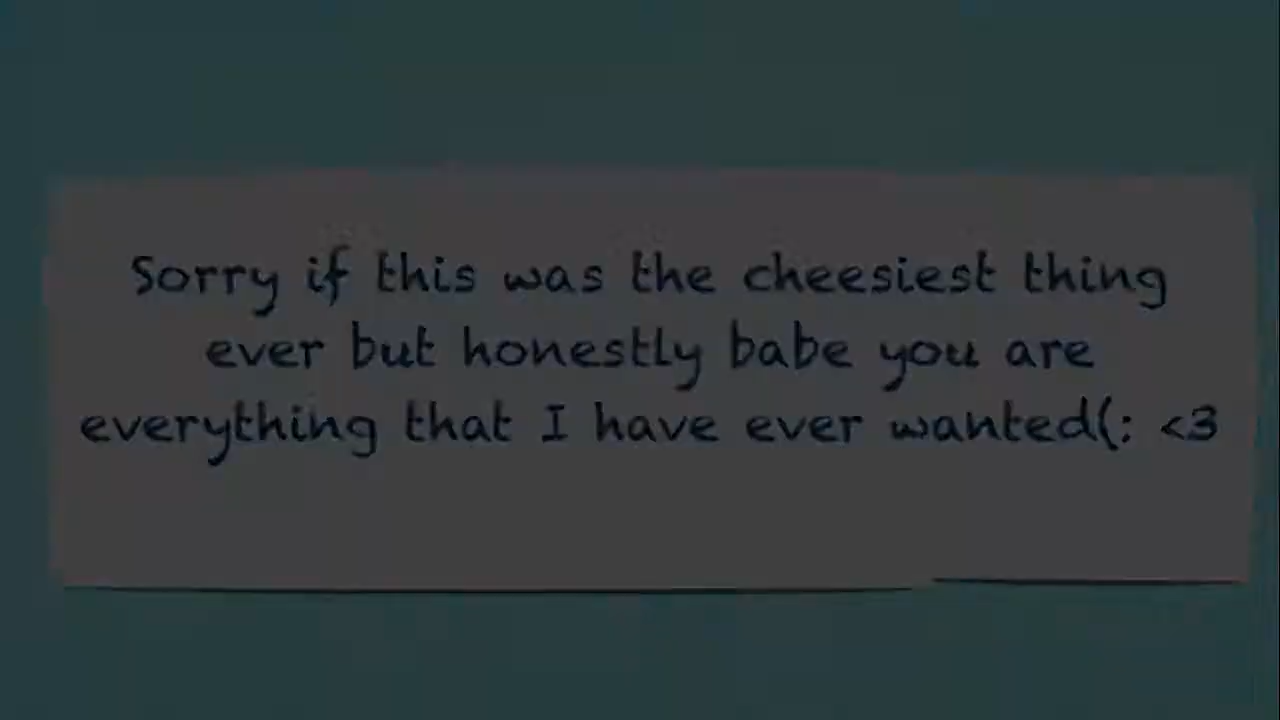 Sorry if this was the cheesiest thing
ever but honestly babe you are
everything that I have ever wanted(: <3